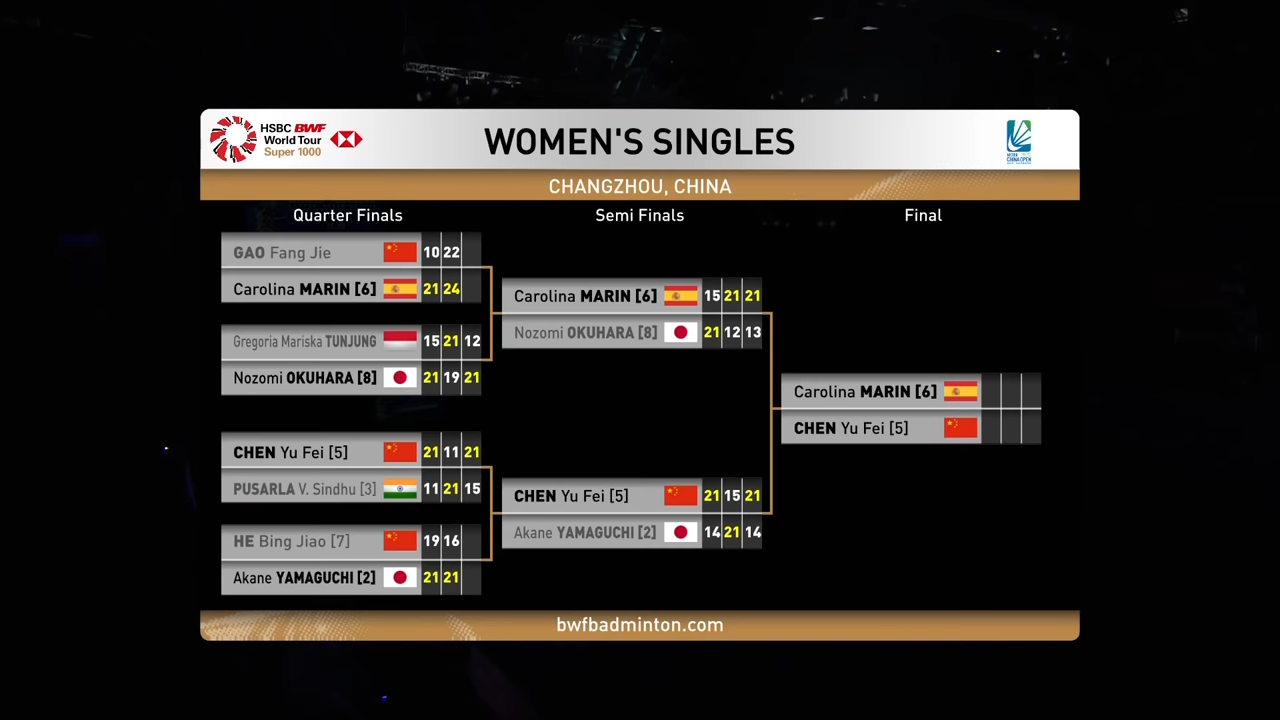 HSBC BWF
World Tour
Super 1000
WOMEN'S SINGLES
CHINA OPEN
CHANGZHOU, CHINA
Quarter Finals
Semi Finals
Final
GAO Fang Jie 10 22
Carolina MARIN [6] 21 24
Gregoria Mariska TUNJUNG 15 21 12
Nozomi OKUHARA [8] 21 19 21
CHEN Yu Fei [5] 21 11 21
PUSARLA V. Sindhu [3] 11 21 15
HE Bing Jiao [7] 19 16
Akane YAMAGUCHI [2] 21 21
Carolina MARIN [6] 15 21 21
Nozomi OKUHARA [8] 21 12 13
CHEN Yu Fei [5] 21 15 21
Akane YAMAGUCHI [2] 14 21 14
Carolina MARIN [6]
CHEN Yu Fei [5]
bwfbadminton.com